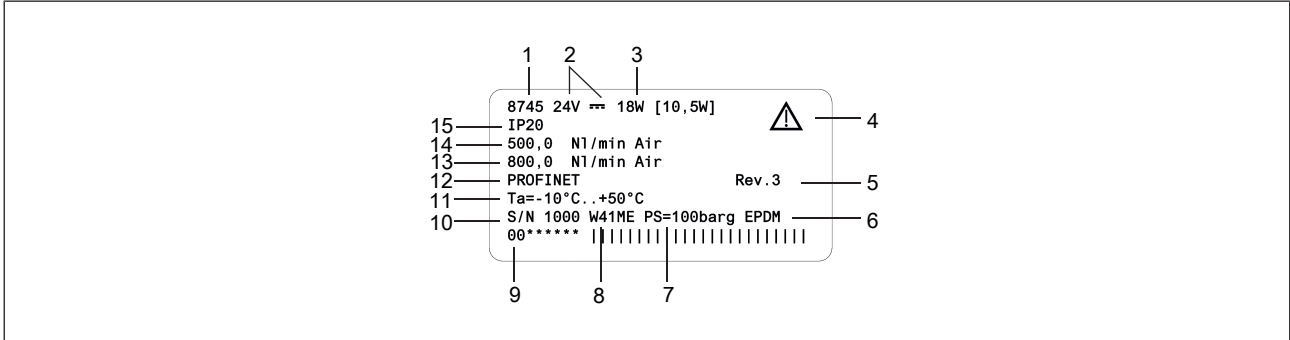 1 2 3
8745 24V ⎓ 18W [10,5W]
4
15 IP20
14 500,0 Nl/min Air
13 800,0 Nl/min Air
12 PROFINET Rev.3 5
11 Ta=-10°C..+50°C
10 S/N 1000 W41ME PS=100barg EPDM 6
00******
9 8 7